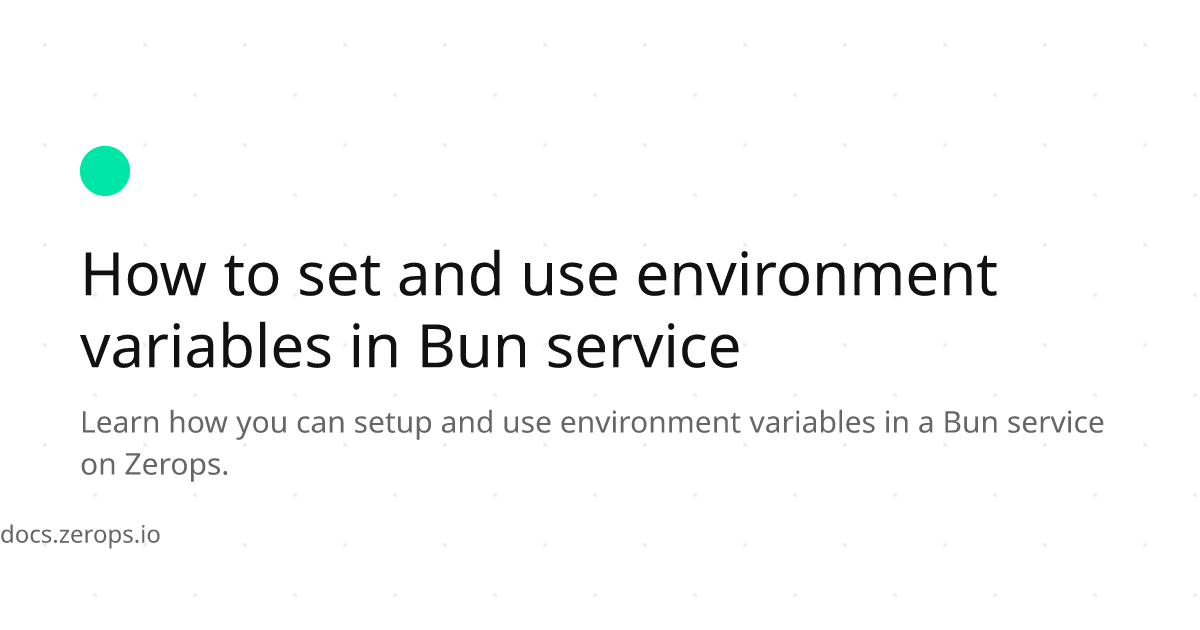 How to set and use environment
variables in Bun service
Learn how you can setup and use environment variables in a Bun service
on Zerops.
docs.zerops.io